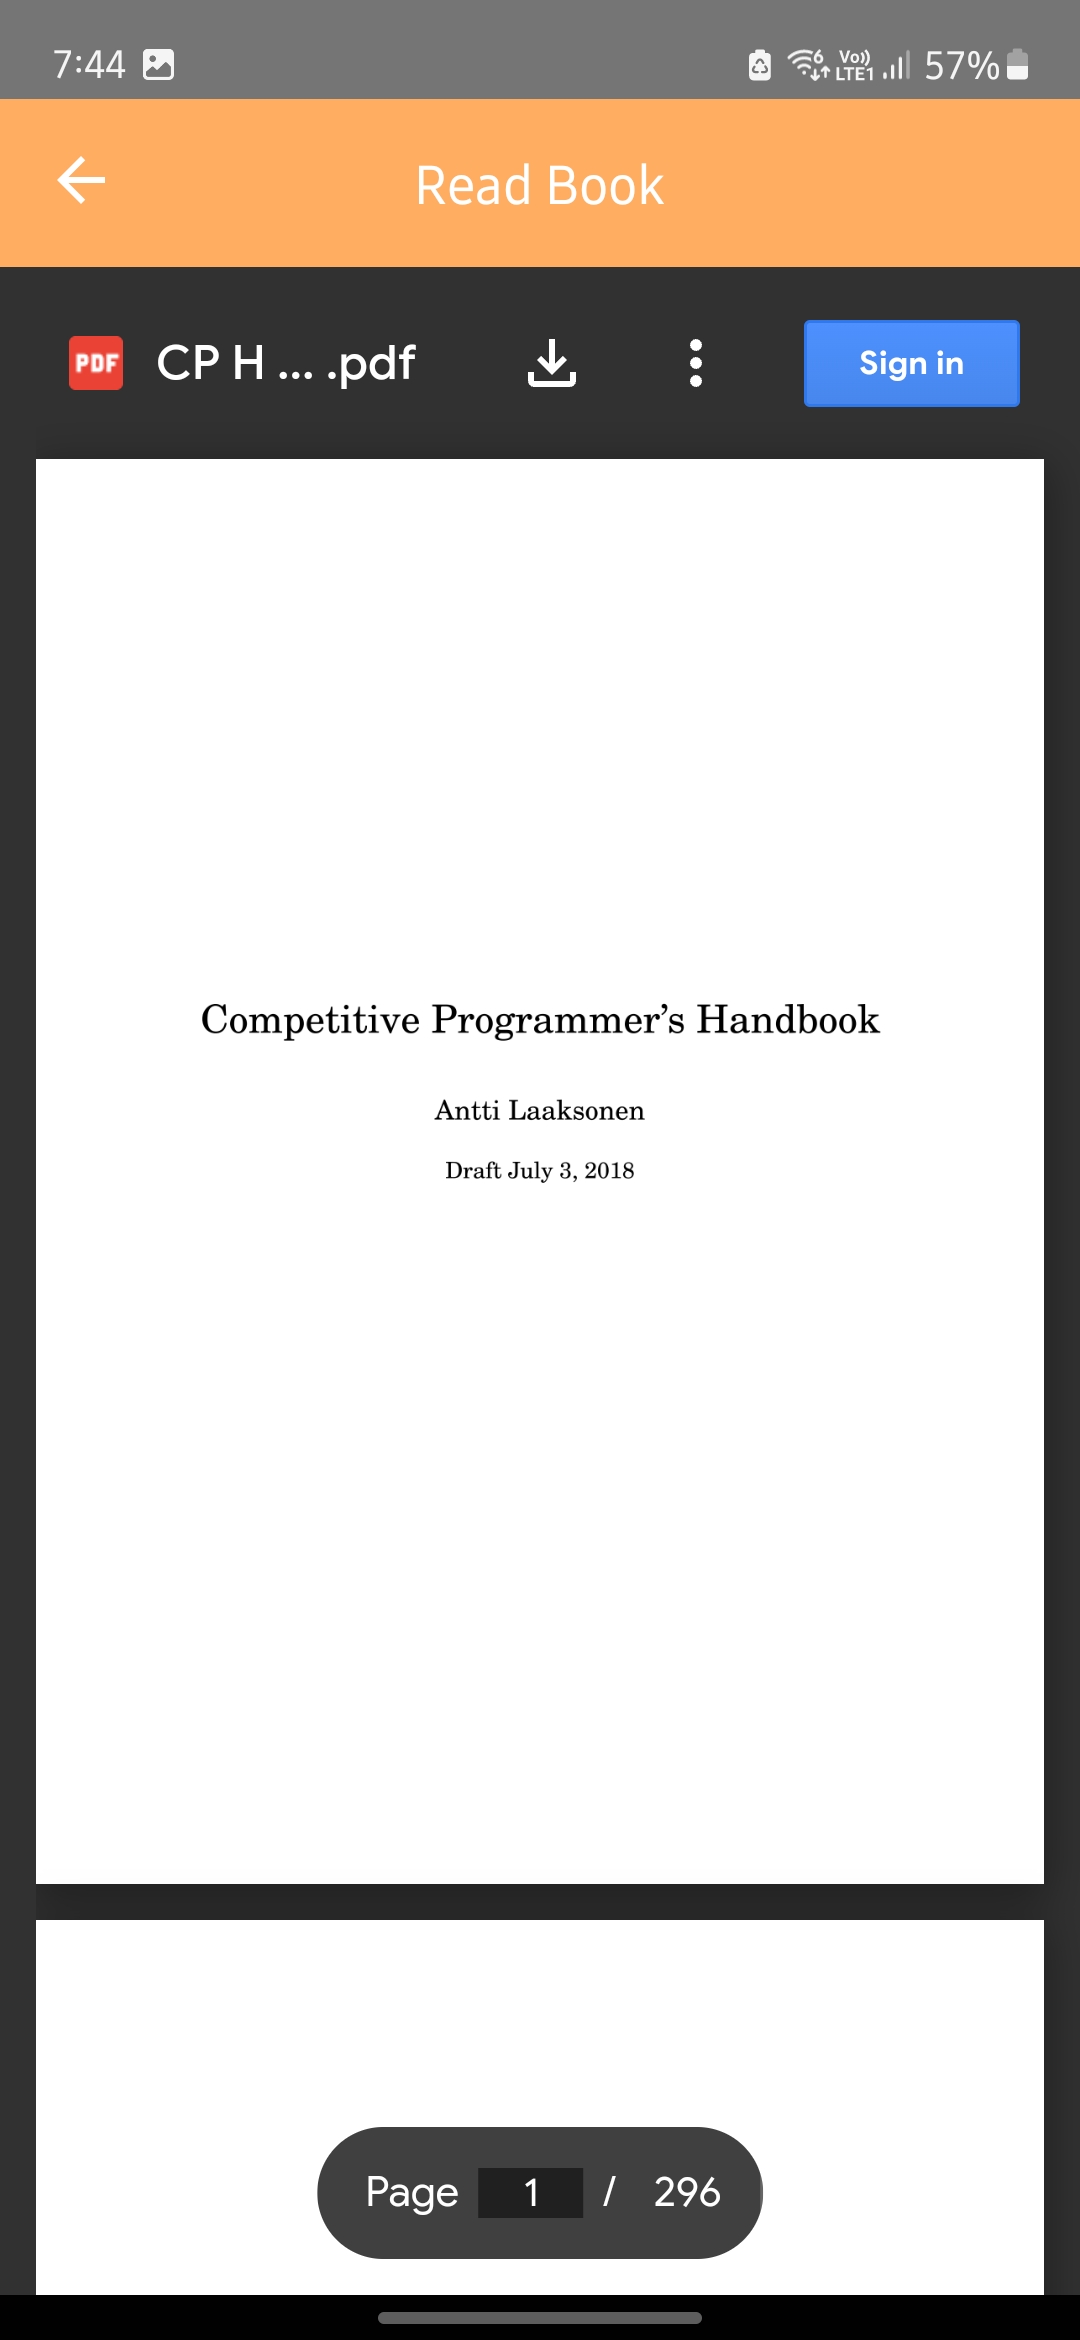 7:44
6 Vo)) LTE1 57%
Read Book
PDF CP H ... .pdf Sign in
Competitive Programmer’s Handbook
Antti Laaksonen
Draft July 3, 2018
Page 1 / 296